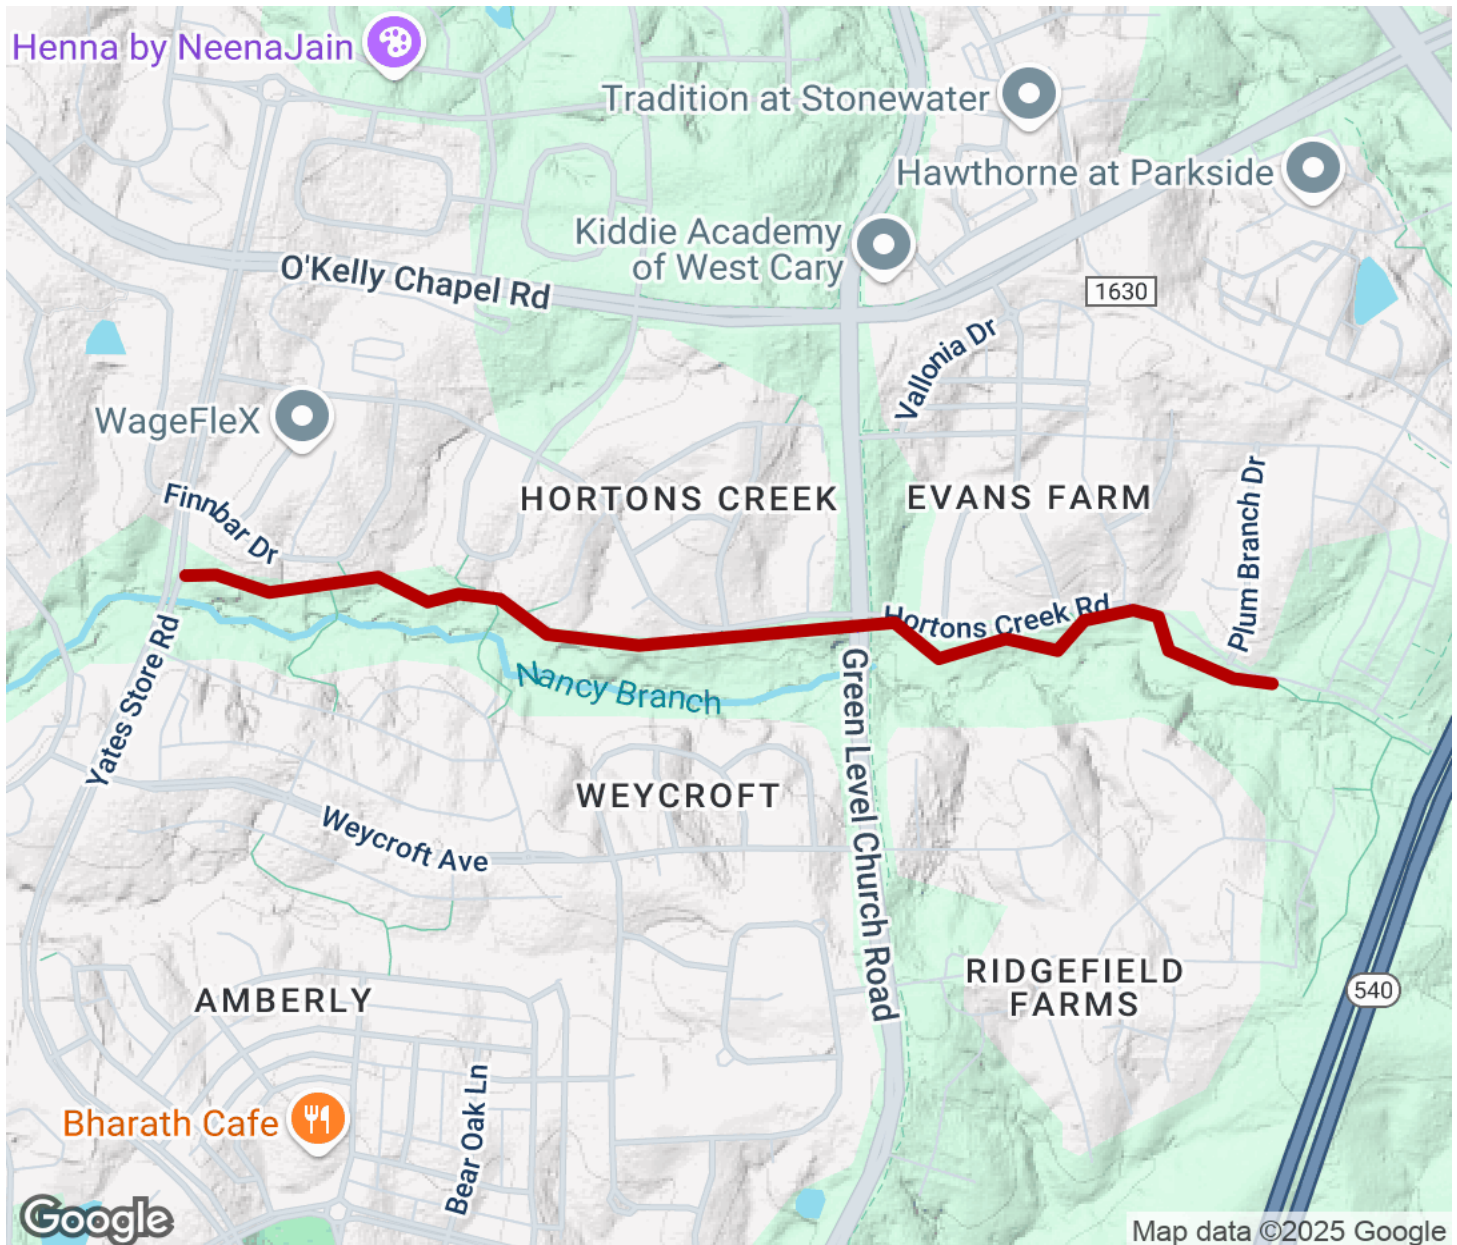 Henna by NeenaJain
Tradition at Stonewater
Hawthorne at Parkside
Kiddie Academy
of West Cary
O'Kelly Chapel Rd
1630
Vallonia Dr
WageFleX
Finnbar Dr
HORTONS CREEK
EVANS FARM
Plum Branch Dr
Hortons Creek Rd
Yates Store Rd
Nancy Branch
Green Level Church Road
WEYCROFT
Weycroft Ave
RIDGEFIELD
FARMS
540
AMBERLY
Bear Oak Ln
Bharath Cafe
Google
Map data ©2025 Google